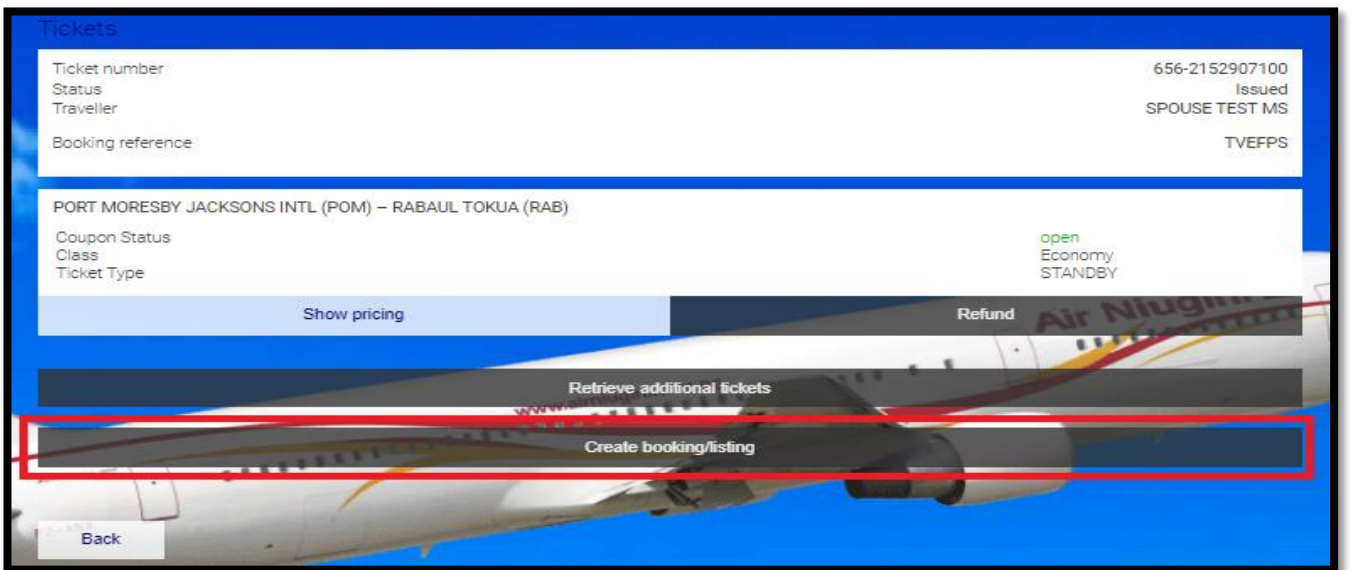 Tickets
Ticket number 656-2152907100
Status Issued
Traveller SPOUSE TEST MS
Booking reference TVEFPS
PORT MORESBY JACKSONS INTL (POM) – RABAUL TOKUA (RAB)
Coupon Status open
Class Economy
Ticket Type STANDBY
Show pricing Refund
Air Niugini
Retrieve additional tickets
Create booking/listing
Back